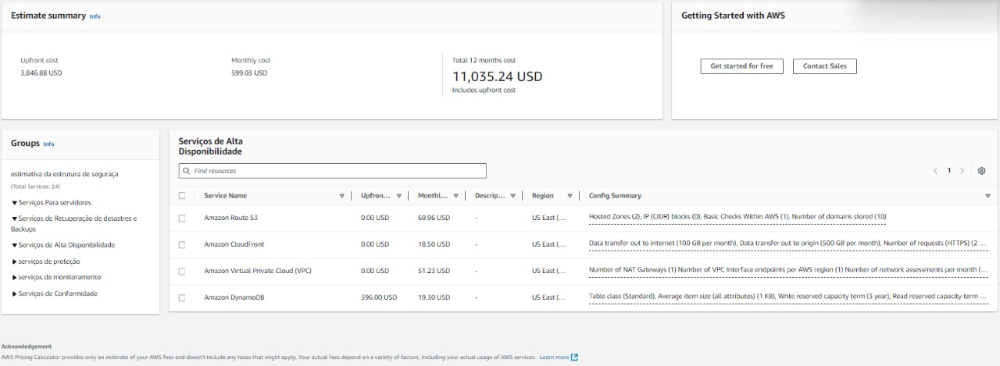 Estimate summary Info
Getting Started with AWS
Upfront cost
3,846.88 USD
Monthly cost
599.03 USD
Total 12 months cost
11,035.24 USD
Includes upfront cost
Get started for free
Contact Sales
Groups Info
estimativa da estrutura de seguraça
(Total Services: 24)
Serviços Para servidores
Serviços de Recuperação de desastres e
Backups
Serviços de Alta Disponibilidade
serviços de proteção
serviços de monitoramento
Serviços de Conformidade
Serviços de Alta
Disponibilidade
Find resources
1
Service Name Upfron... Monthl... Descrip... Region Config Summary
Amazon Route 53 0.00 USD 69.96 USD - US East (... Hosted Zones (2), IP (CIDR) blocks (0), Basic Checks Within AWS (1), Number of domains stored (10)
Amazon CloudFront 0.00 USD 18.50 USD - US East (... Data transfer out to internet (100 GB per month), Data transfer out to origin (500 GB per month), Number of requests (HTTPS) (2 ...
Amazon Virtual Private Cloud (VPC) 0.00 USD 51.23 USD - US East (... Number of NAT Gateways (1) Number of VPC Interface endpoints per AWS region (1) Number of network assessments per month (...
Amazon DynamoDB 396.00 USD 19.30 USD - US East (... Table class (Standard), Average item size (all attributes) (1 KB), Write reserved capacity term (3 year), Read reserved capacity term ...
Acknowledgement
AWS Pricing Calculator provides only an estimate of your AWS fees and doesn't include any taxes that might apply. Your actual fees depend on a variety of factors, including your actual usage of AWS services. Learn more